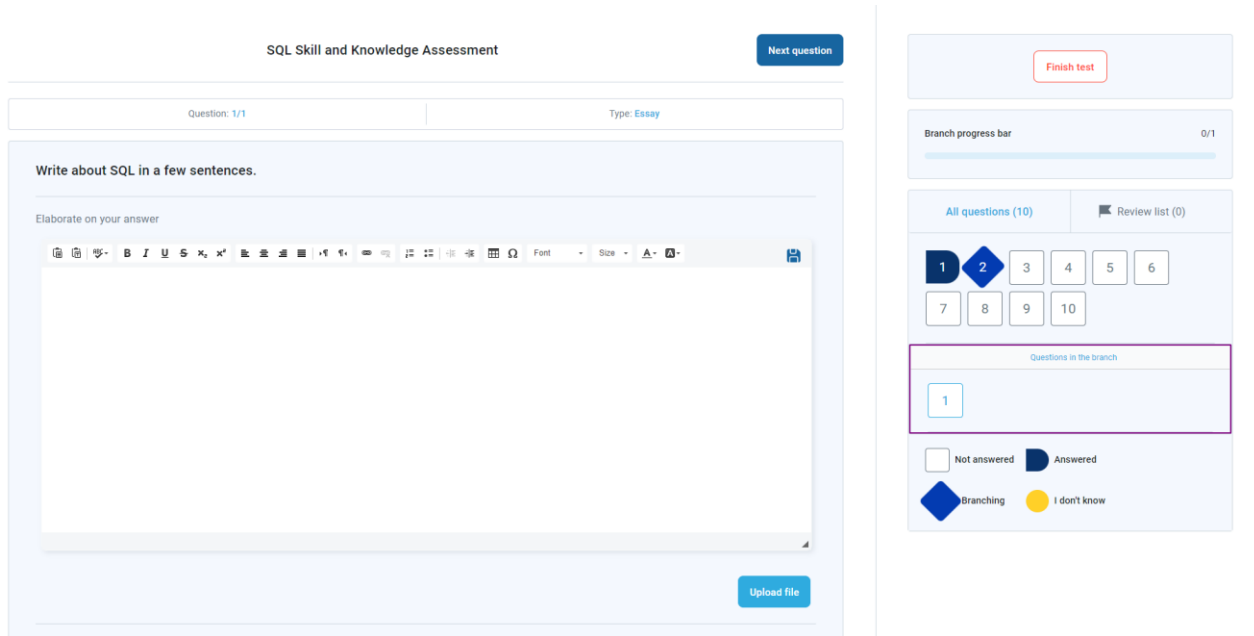 SQL Skill and Knowledge Assessment
Next question
Question: 1/1
Type: Essay
Write about SQL in a few sentences.
Elaborate on your answer
B I U S x₂ xˣ
Ω Font Size A A
Upload file
Finish test
Branch progress bar 0/1
All questions (10) Review list (0)
1 2 3 4 5 6
7 8 9 10
Questions in the branch
1
Not answered Answered
Branching I don't know